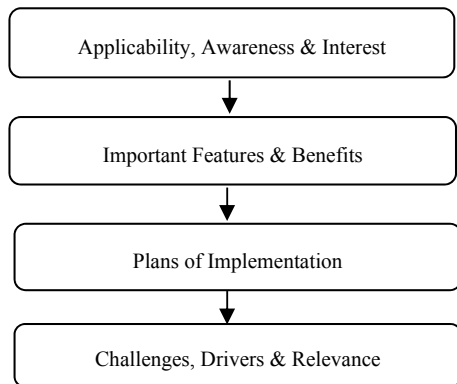 Applicability, Awareness & Interest
Important Features & Benefits
Plans of Implementation
Challenges, Drivers & Relevance